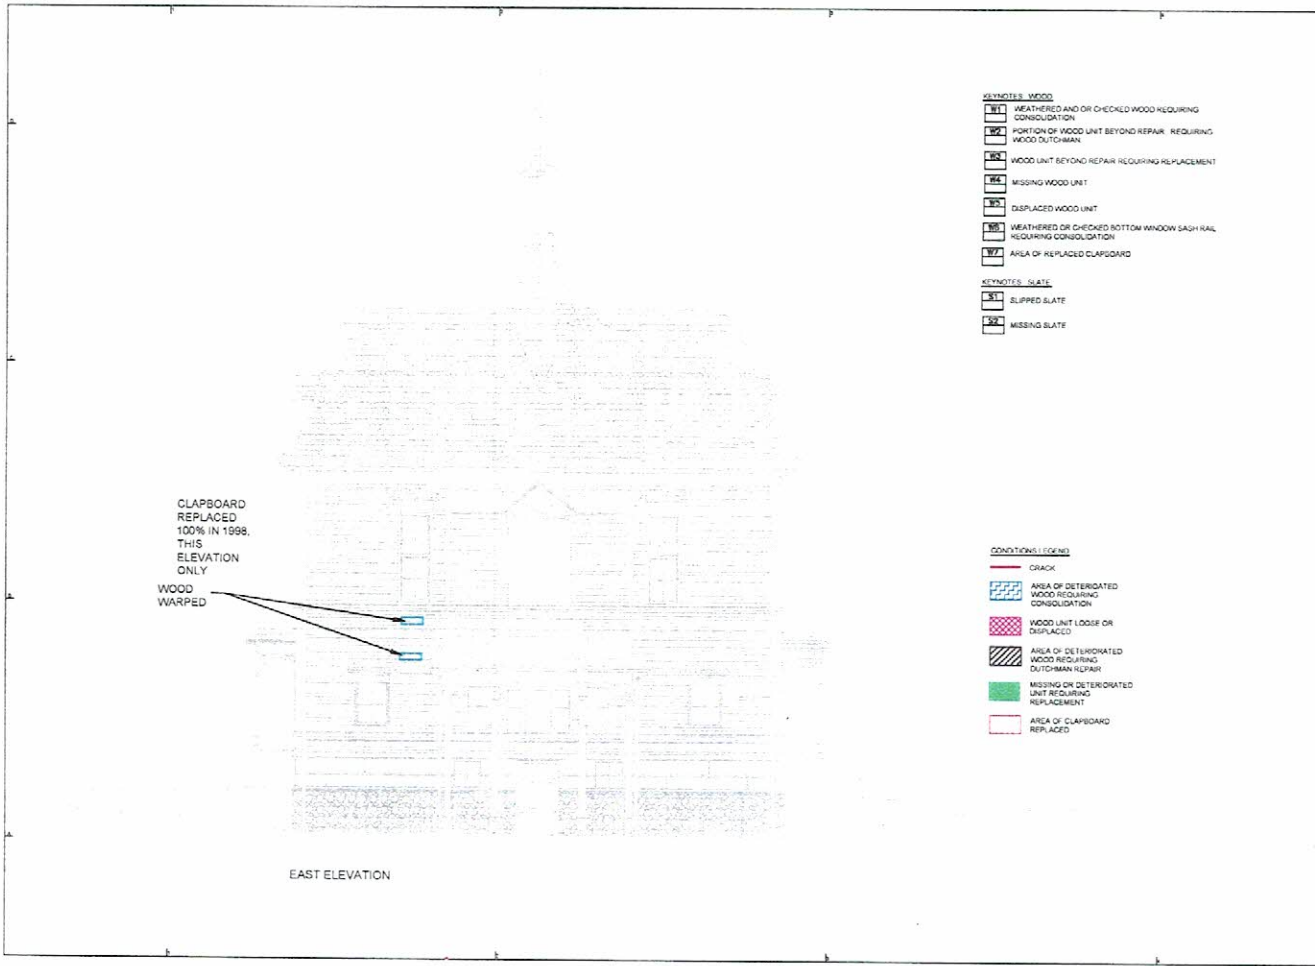 KEYNOTES: WOOD
W1 WEATHERED AND OR CHECKED WOOD REQUIRING
CONSOLIDATION
W2 PORTION OF WOOD UNIT BEYOND REPAIR REQUIRING
WOOD DUTCHMAN
W3 WOOD UNIT BEYOND REPAIR REQUIRING REPLACEMENT
W4 MISSING WOOD UNIT
W5 DISPLACED WOOD UNIT
W6 WEATHERED OR CHECKED BOTTOM WINDOW SASH RAIL
REQUIRING CONSOLIDATION
W7 AREA OF REPLACED CLAPBOARD
KEYNOTES: SLATE
S1 SLIPPED SLATE
S2 MISSING SLATE
CLAPBOARD
REPLACED
100% IN 1998,
THIS
ELEVATION
ONLY
WOOD
WARPED
CONDITIONS LEGEND
CRACK
AREA OF DETERIATED
WOOD REQUIRING
CONSOLIDATION
WOOD UNIT LOOSE OR
DISPLACED
AREA OF DETERIORATED
WOOD REQUIRING
DUTCHMAN REPAIR
MISSING OR DETERIORATED
UNIT REQUIRING
REPLACEMENT
AREA OF CLAPBOARD
REPLACED
EAST ELEVATION